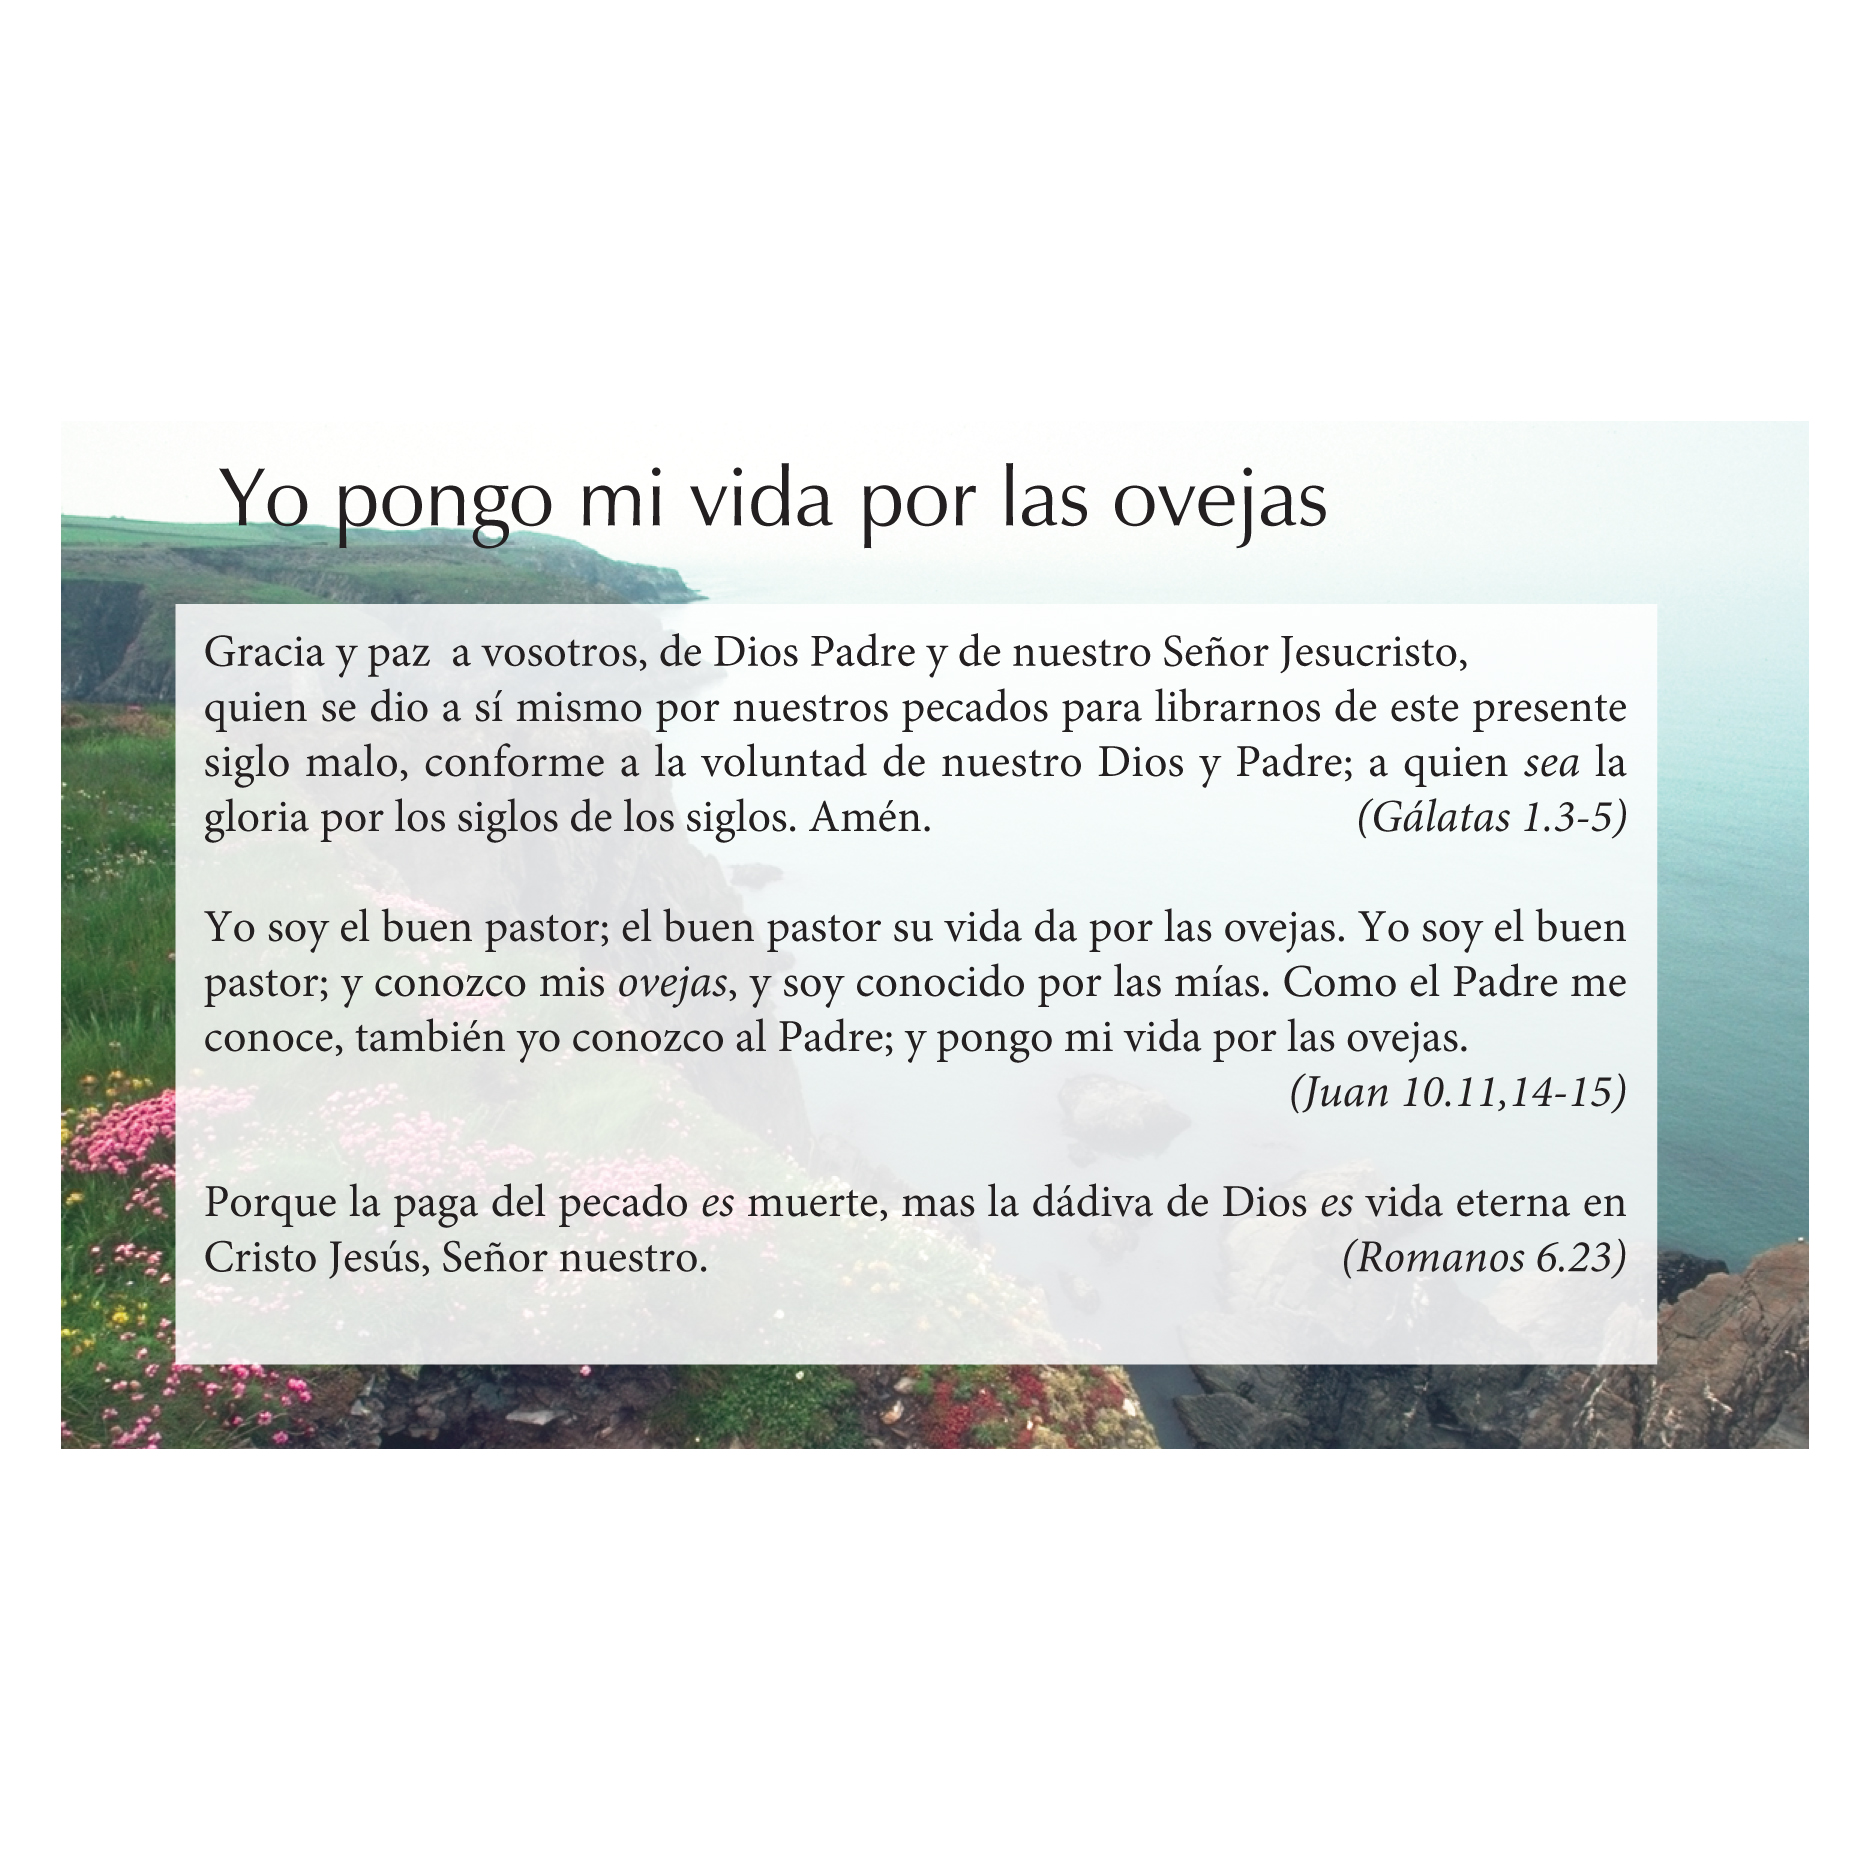 Yo pongo mi vida por las ovejas
Gracia y paz  a vosotros, de Dios Padre y de nuestro Señor Jesucristo,
quien se dio a sí mismo por nuestros pecados para librarnos de este presente
siglo malo, conforme a la voluntad de nuestro Dios y Padre; a quien sea la
gloria por los siglos de los siglos. Amén. (Gálatas 1.3-5)
Yo soy el buen pastor; el buen pastor su vida da por las ovejas. Yo soy el buen
pastor; y conozco mis ovejas, y soy conocido por las mías. Como el Padre me
conoce, también yo conozco al Padre; y pongo mi vida por las ovejas.
(Juan 10.11,14-15)
Porque la paga del pecado es muerte, mas la dádiva de Dios es vida eterna en
Cristo Jesús, Señor nuestro. (Romanos 6.23)